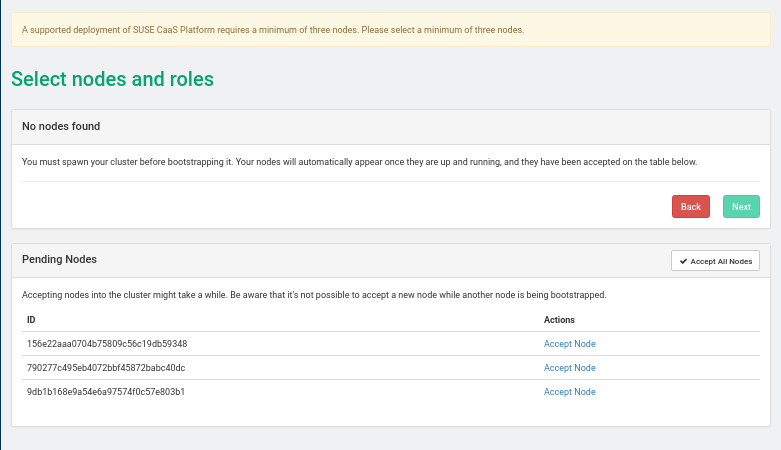 A supported deployment of SUSE CaaS Platform requires a minimum of three nodes. Please select a minimum of three nodes.
Select nodes and roles
No nodes found
You must spawn your cluster before bootstrapping it. Your nodes will automatically appear once they are up and running, and they have been accepted on the table below.
Back Next
Pending Nodes Accept All Nodes
Accepting nodes into the cluster might take a while. Be aware that it's not possible to accept a new node while another node is being bootstrapped.
ID Actions
156e22aaa0704b75809c56c19db59348 Accept Node
790277c495eb4072bbf45872babc40dc Accept Node
9db1b168e9a54e6a97574f0c57e803b1 Accept Node